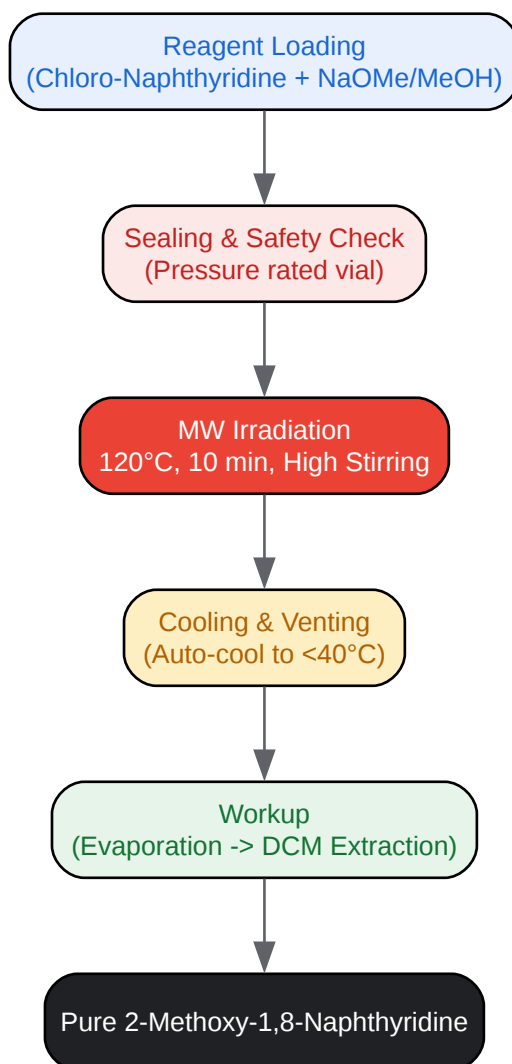 Reagent Loading
(Chloro-Naphthyridine + NaOMe/MeOH)
Sealing & Safety Check
(Pressure rated vial)
MW Irradiation
120°C, 10 min, High Stirring
Cooling & Venting
(Auto-cool to <40°C)
Workup
(Evaporation -> DCM Extraction)
Pure 2-Methoxy-1,8-Naphthyridine